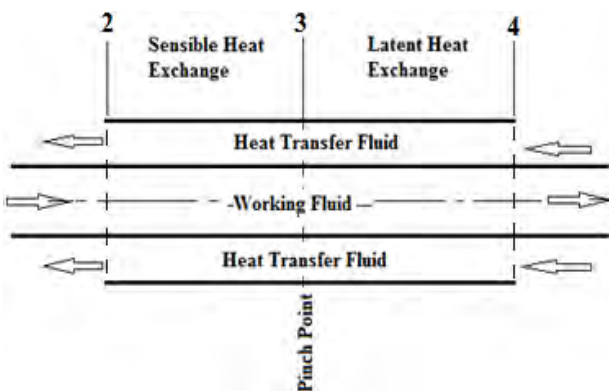 2
3
4
Sensible Heat
Exchange
Latent Heat
Exchange
Heat Transfer Fluid
-Working Fluid —
Heat Transfer Fluid
Pinch Point